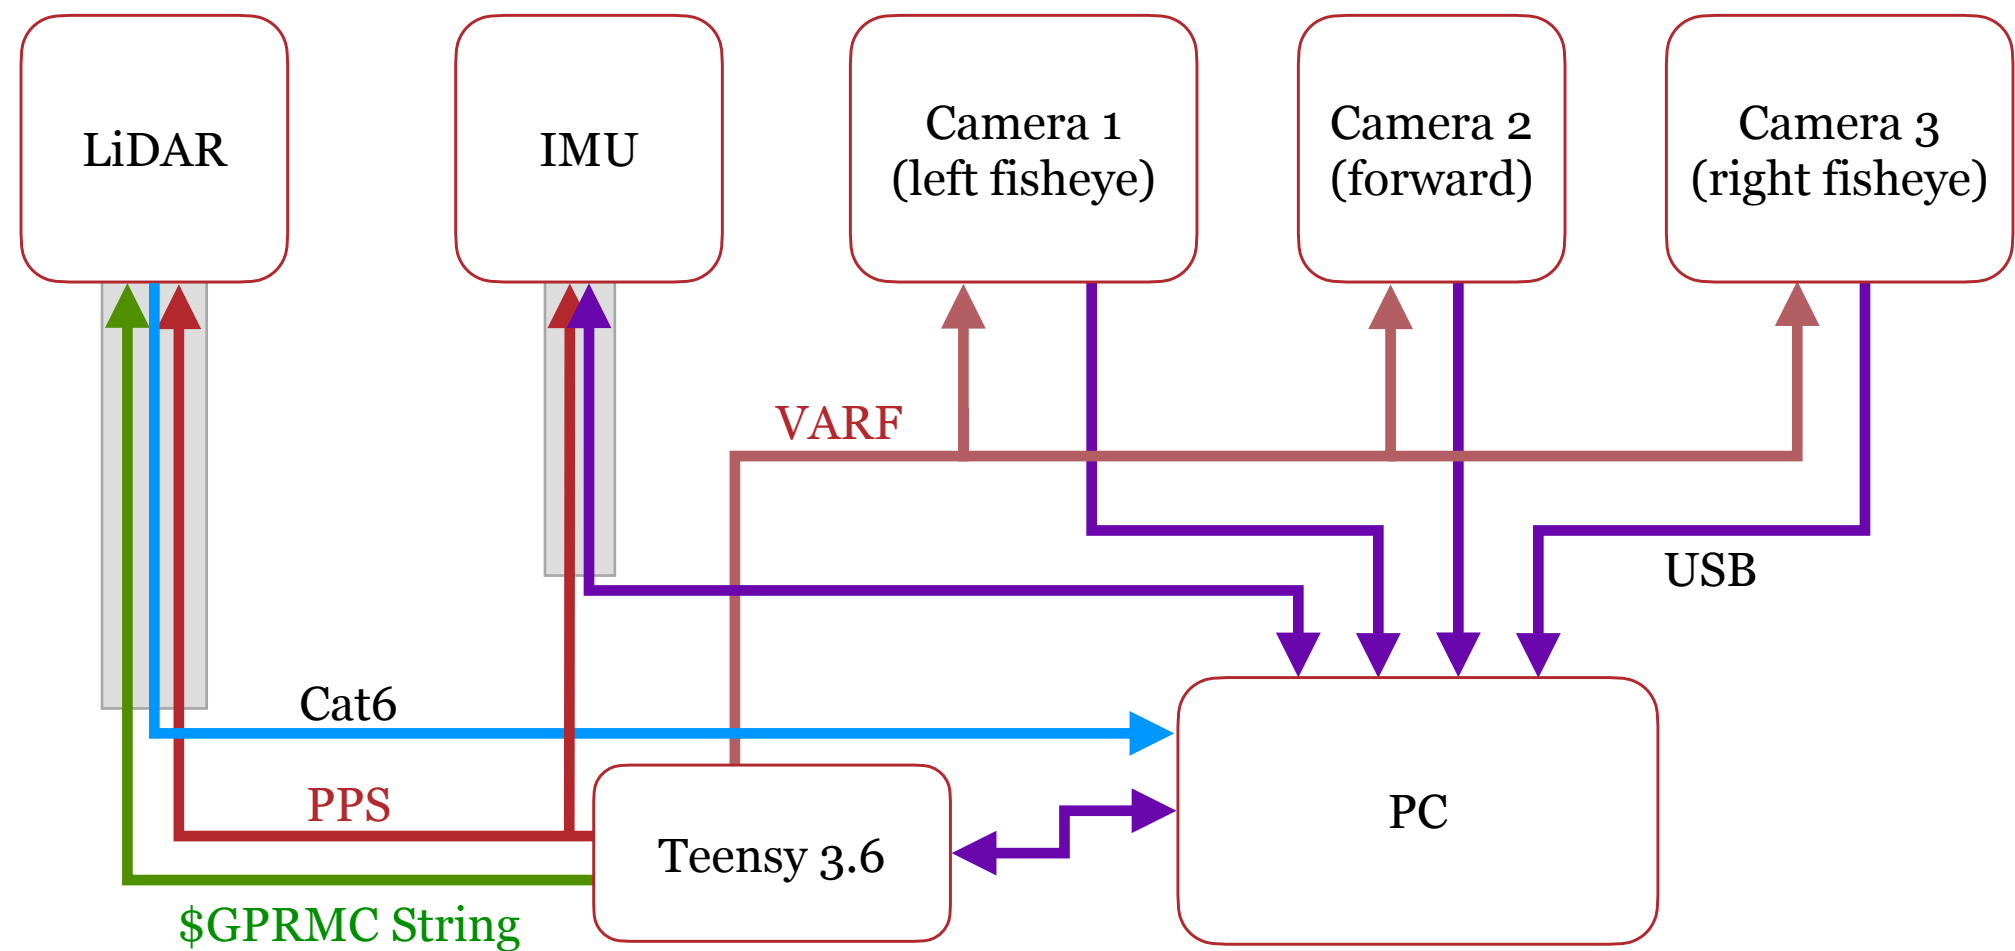 LiDAR
IMU
Camera 1
(left fisheye)
Camera 2
(forward)
Camera 3
(right fisheye)
VARF
USB
Cat6
PPS
PC
Teensy 3.6
$GPRMC String